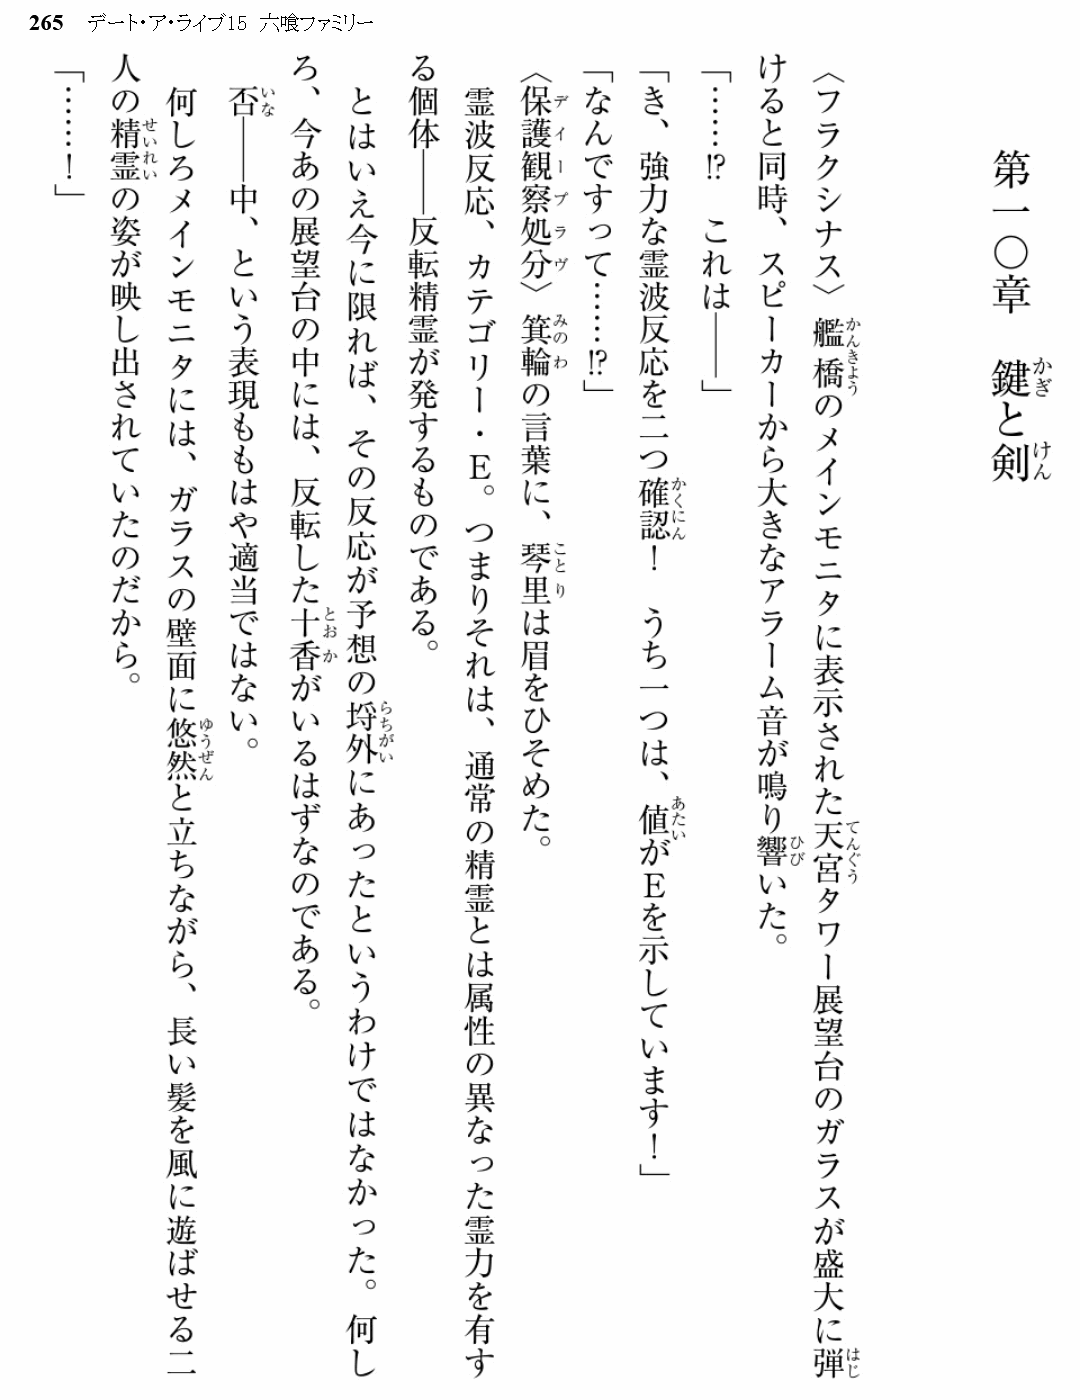 265 デート・ア・ライブ15 六喰ファミリー
第一〇章 鍵と剣
〈フラクシナス〉艦橋のメインモニタに表示された天宮タワー展望台のガラスが盛大に弾
けると同時、スピーカーから大きなアラーム音が鳴り響いた。
「……⁉ これは――」
「き、強力な霊波反応を二つ確認！ うち一つは、値がEを示しています！」
「なんですって……⁉」
〈保護観察処分〉箕輪の言葉に、琴里は眉をひそめた。
霊波反応、カテゴリー・E。つまりそれは、通常の精霊とは属性の異なった霊力を有す
る個体――反転精霊が発するものである。
とはいえ今に限れば、その反応が予想の埒外にあったというわけではなかった。何し
ろ、今あの展望台の中には、反転した十香がいるはずなのである。
否――中、という表現ももはや適当ではない。
何しろメインモニタには、ガラスの壁面に悠然と立ちながら、長い髪を風に遊ばせる二
人の精霊の姿が映し出されていたのだから。
「……！」